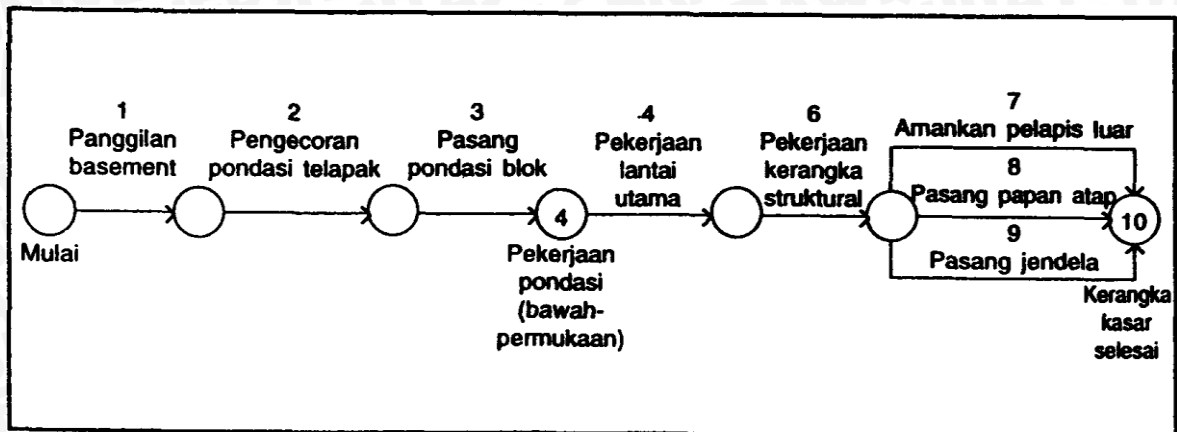 1
Panggilan
basement
2
Pengecoran
pondasi telapak
3
Pasang
pondasi blok
4
Pekerjaan
lantai
utama
6
Pekerjaan
kerangka
struktural
7
Amankan pelapis luar
8
Pasang papan atap
9
Pasang jendela
Mulai
4
Pekerjaan
pondasi
(bawah-
permukaan)
10
Kerangka
kasar
selesai